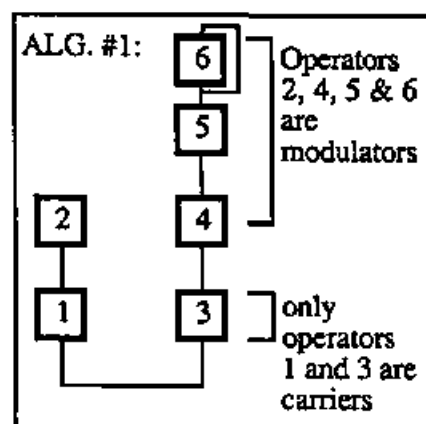 ALG. #1:
6
Operators
2, 4, 5 & 6
are
modulators
5
2
4
1
3
only
operators
1 and 3 are
carriers